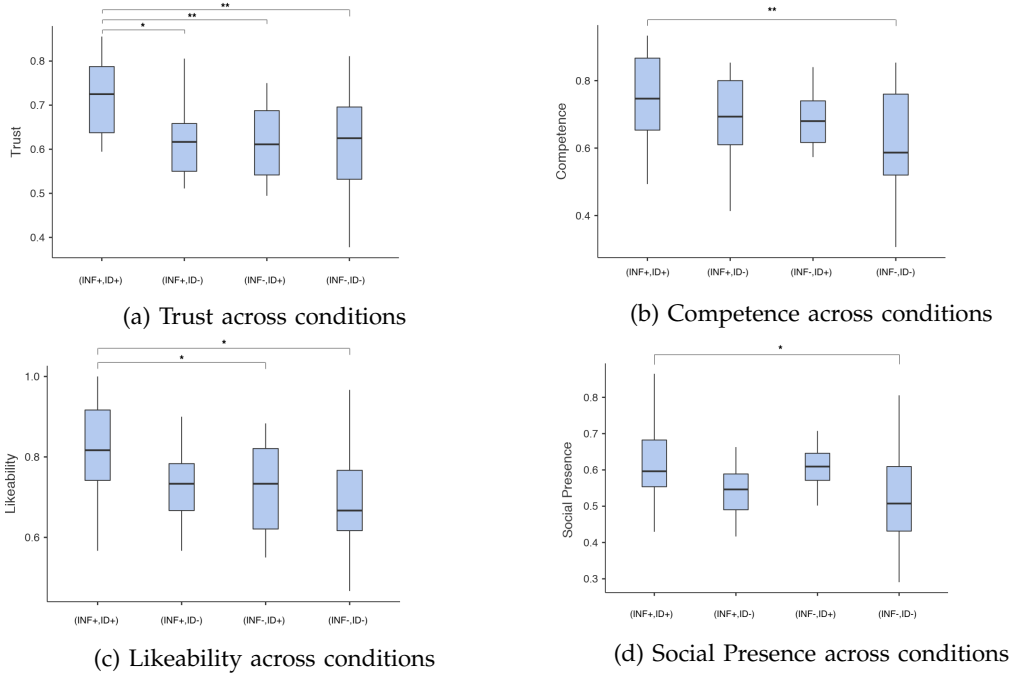 **
**
*
0.8
0.7
0.6
0.5
0.4
Trust
(INF+,ID+) (INF+,ID-) (INF-,ID+) (INF-,ID-)
(a) Trust across conditions
**
0.8
0.6
0.4
Competence
(INF+,ID+) (INF+,ID-) (INF-,ID+) (INF-,ID-)
(b) Competence across conditions
*
*
1.0
0.8
0.6
Likeability
(INF+,ID+) (INF+,ID-) (INF-,ID+) (INF-,ID-)
(c) Likeability across conditions
*
0.8
0.7
0.6
0.5
0.4
0.3
Social Presence
(INF+,ID+) (INF+,ID-) (INF-,ID+) (INF-,ID-)
(d) Social Presence across conditions